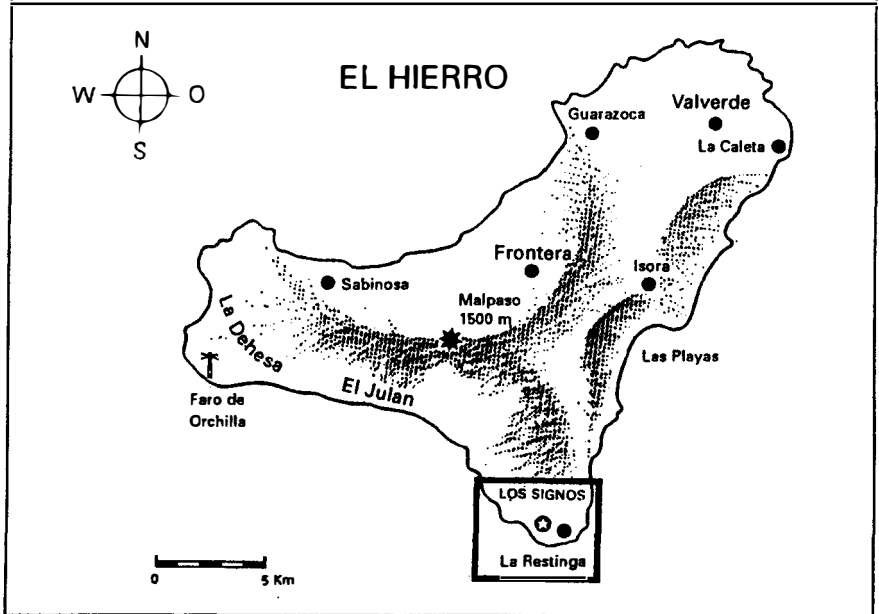 N
EL HIERRO
W O
S
Guarazoca
Valverde
La Caleta
Frontera
Isora
Sabinosa
Malpaso
1500 m
La Dehesa
Las Playas
El Julan
Faro de
Orchilla
LOS SIGNOS
La Restinga
0 5 Km